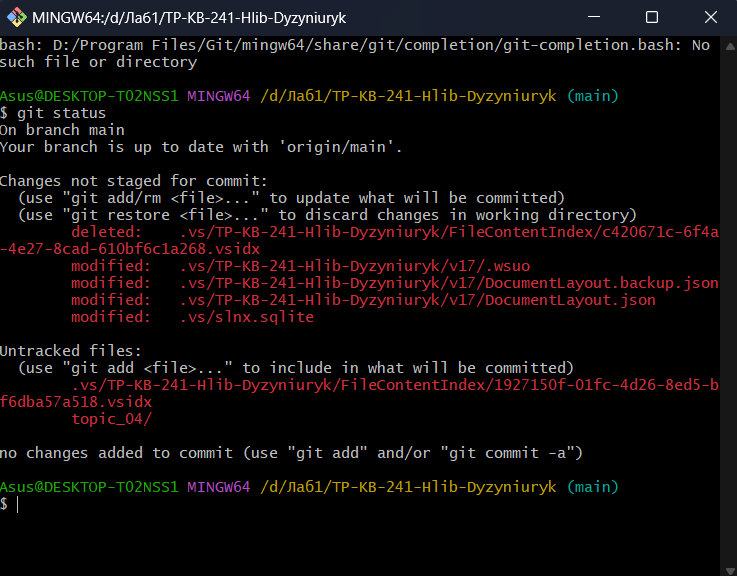 MINGW64:/d/Ла61/TP-KB-241-Hlib-Dyzyniuryk
bash: D:/Program Files/Git/mingw64/share/git/completion/git-completion.bash: No
such file or directory
Asus@DESKTOP-T02NSS1 MINGW64 /d/Ла61/TP-KB-241-Hlib-Dyzyniuryk (main)
$ git status
On branch main
Your branch is up to date with 'origin/main'.
Changes not staged for commit:
(use "git add/rm <file>..." to update what will be committed)
(use "git restore <file>..." to discard changes in working directory)
deleted: .vs/TP-KB-241-Hlib-Dyzyniuryk/FileContentIndex/c420671c-6f4a
-4e27-8cad-610bf6c1a268.vsidx
modified: .vs/TP-KB-241-Hlib-Dyzyniuryk/v17/.wsuo
modified: .vs/TP-KB-241-Hlib-Dyzyniuryk/v17/DocumentLayout.backup.json
modified: .vs/TP-KB-241-Hlib-Dyzyniuryk/v17/DocumentLayout.json
modified: .vs/slnx.sqlite
Untracked files:
(use "git add <file>..." to include in what will be committed)
.vs/TP-KB-241-Hlib-Dyzyniuryk/FileContentIndex/1927150f-01fc-4d26-8ed5-b
f6dba57a518.vsidx
topic_04/
no changes added to commit (use "git add" and/or "git commit -a")
Asus@DESKTOP-T02NSS1 MINGW64 /d/Ла61/TP-KB-241-Hlib-Dyzyniuryk (main)
$